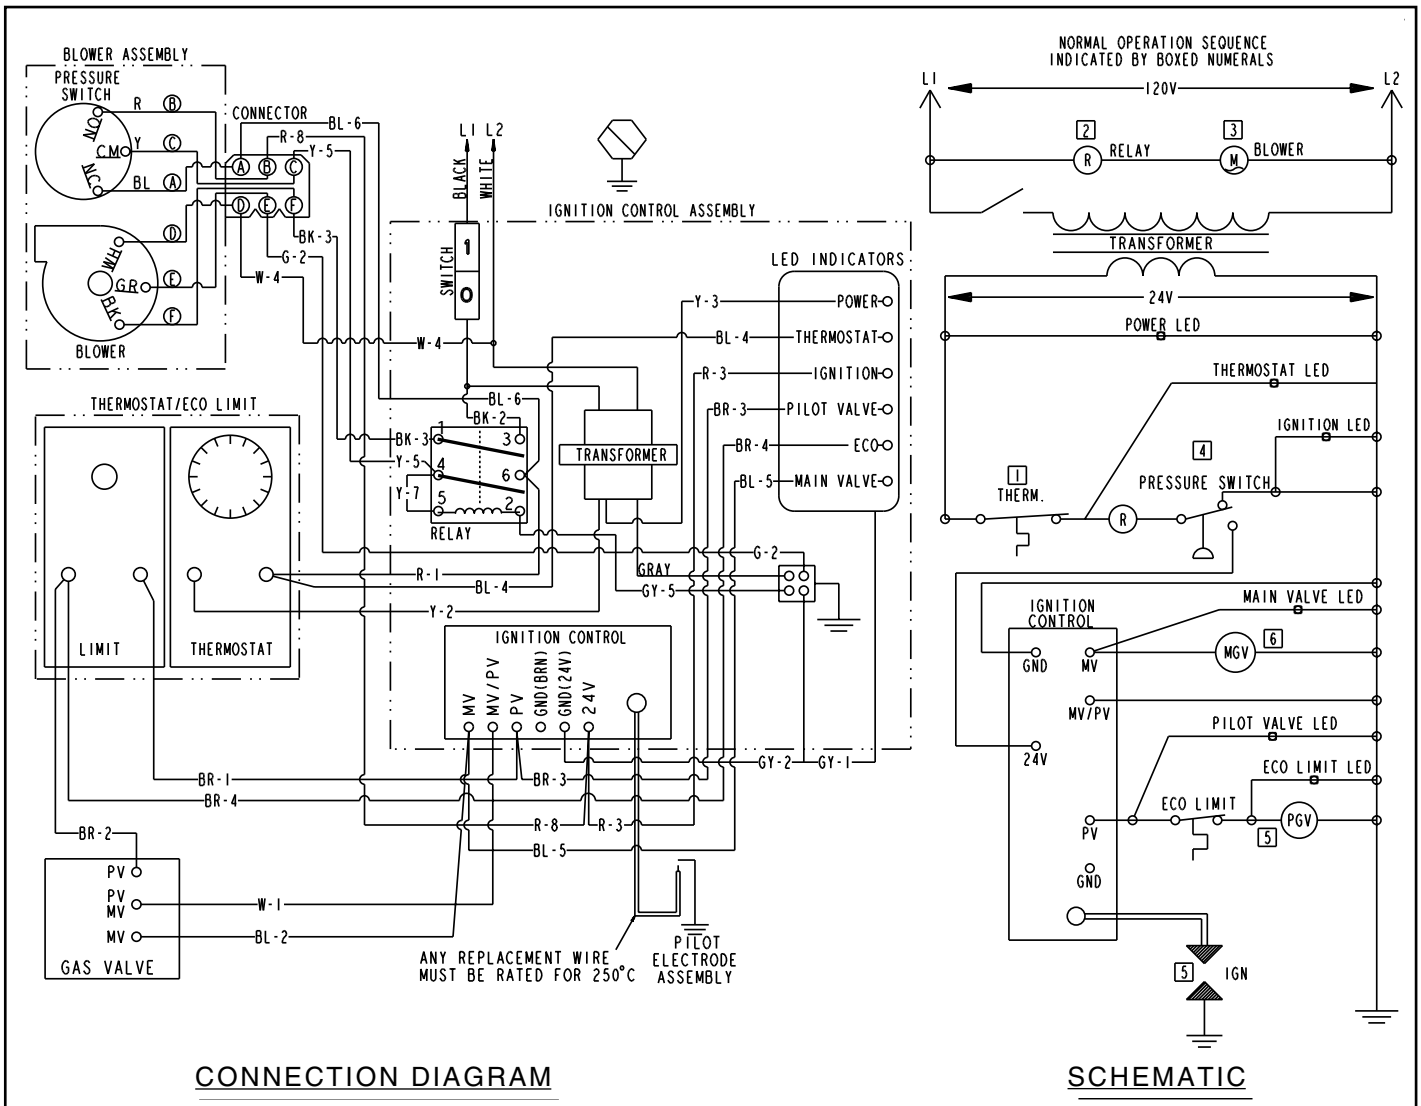 BLOWER ASSEMBLY
PRESSURE
SWITCH
R
B
Y
C
BL
A
NO
CM
NC
CONNECTOR
BL-6
R-8
Y-5
A
B
C
D
E
F
BK-3
G-2
W-4
D
E
F
WH
GR
BK
BLOWER
L1
L2
BLACK
WHITE
SWITCH
1
0
IGNITION CONTROL ASSEMBLY
LED INDICATORS
Y-3
POWER
BL-4
THERMOSTAT
R-3
IGNITION
BR-3
PILOT VALVE
BR-4
ECO
BL-5
MAIN VALVE
W-4
BL-6
BK-2
BK-3
1
3
Y-5
4
6
Y-7
5
2
RELAY
TRANSFORMER
G-2
GRAY
GY-5
THERMOSTAT/ECO LIMIT
LIMIT
THERMOSTAT
R-1
BL-4
Y-2
IGNITION CONTROL
MV
MV/PV
PV
GND(BRN)
GND(24V)
24V
GY-2
GY-1
BR-1
BR-3
BR-4
R-8
R-3
BR-2
BL-5
PV
PV
MV
MV
GAS VALVE
W-1
BL-2
ANY REPLACEMENT WIRE
MUST BE RATED FOR 250°C
PILOT
ELECTRODE
ASSEMBLY
CONNECTION DIAGRAM
NORMAL OPERATION SEQUENCE
INDICATED BY BOXED NUMERALS
L1
L2
120V
2
R
RELAY
3
M
BLOWER
TRANSFORMER
24V
POWER LED
THERMOSTAT LED
IGNITION LED
1
THERM.
4
PRESSURE SWITCH
R
MAIN VALVE LED
IGNITION
CONTROL
GND
MV
MGV
6
MV/PV
PILOT VALVE LED
24V
ECO LIMIT LED
ECO LIMIT
PV
5
PGV
GND
5
IGN
SCHEMATIC